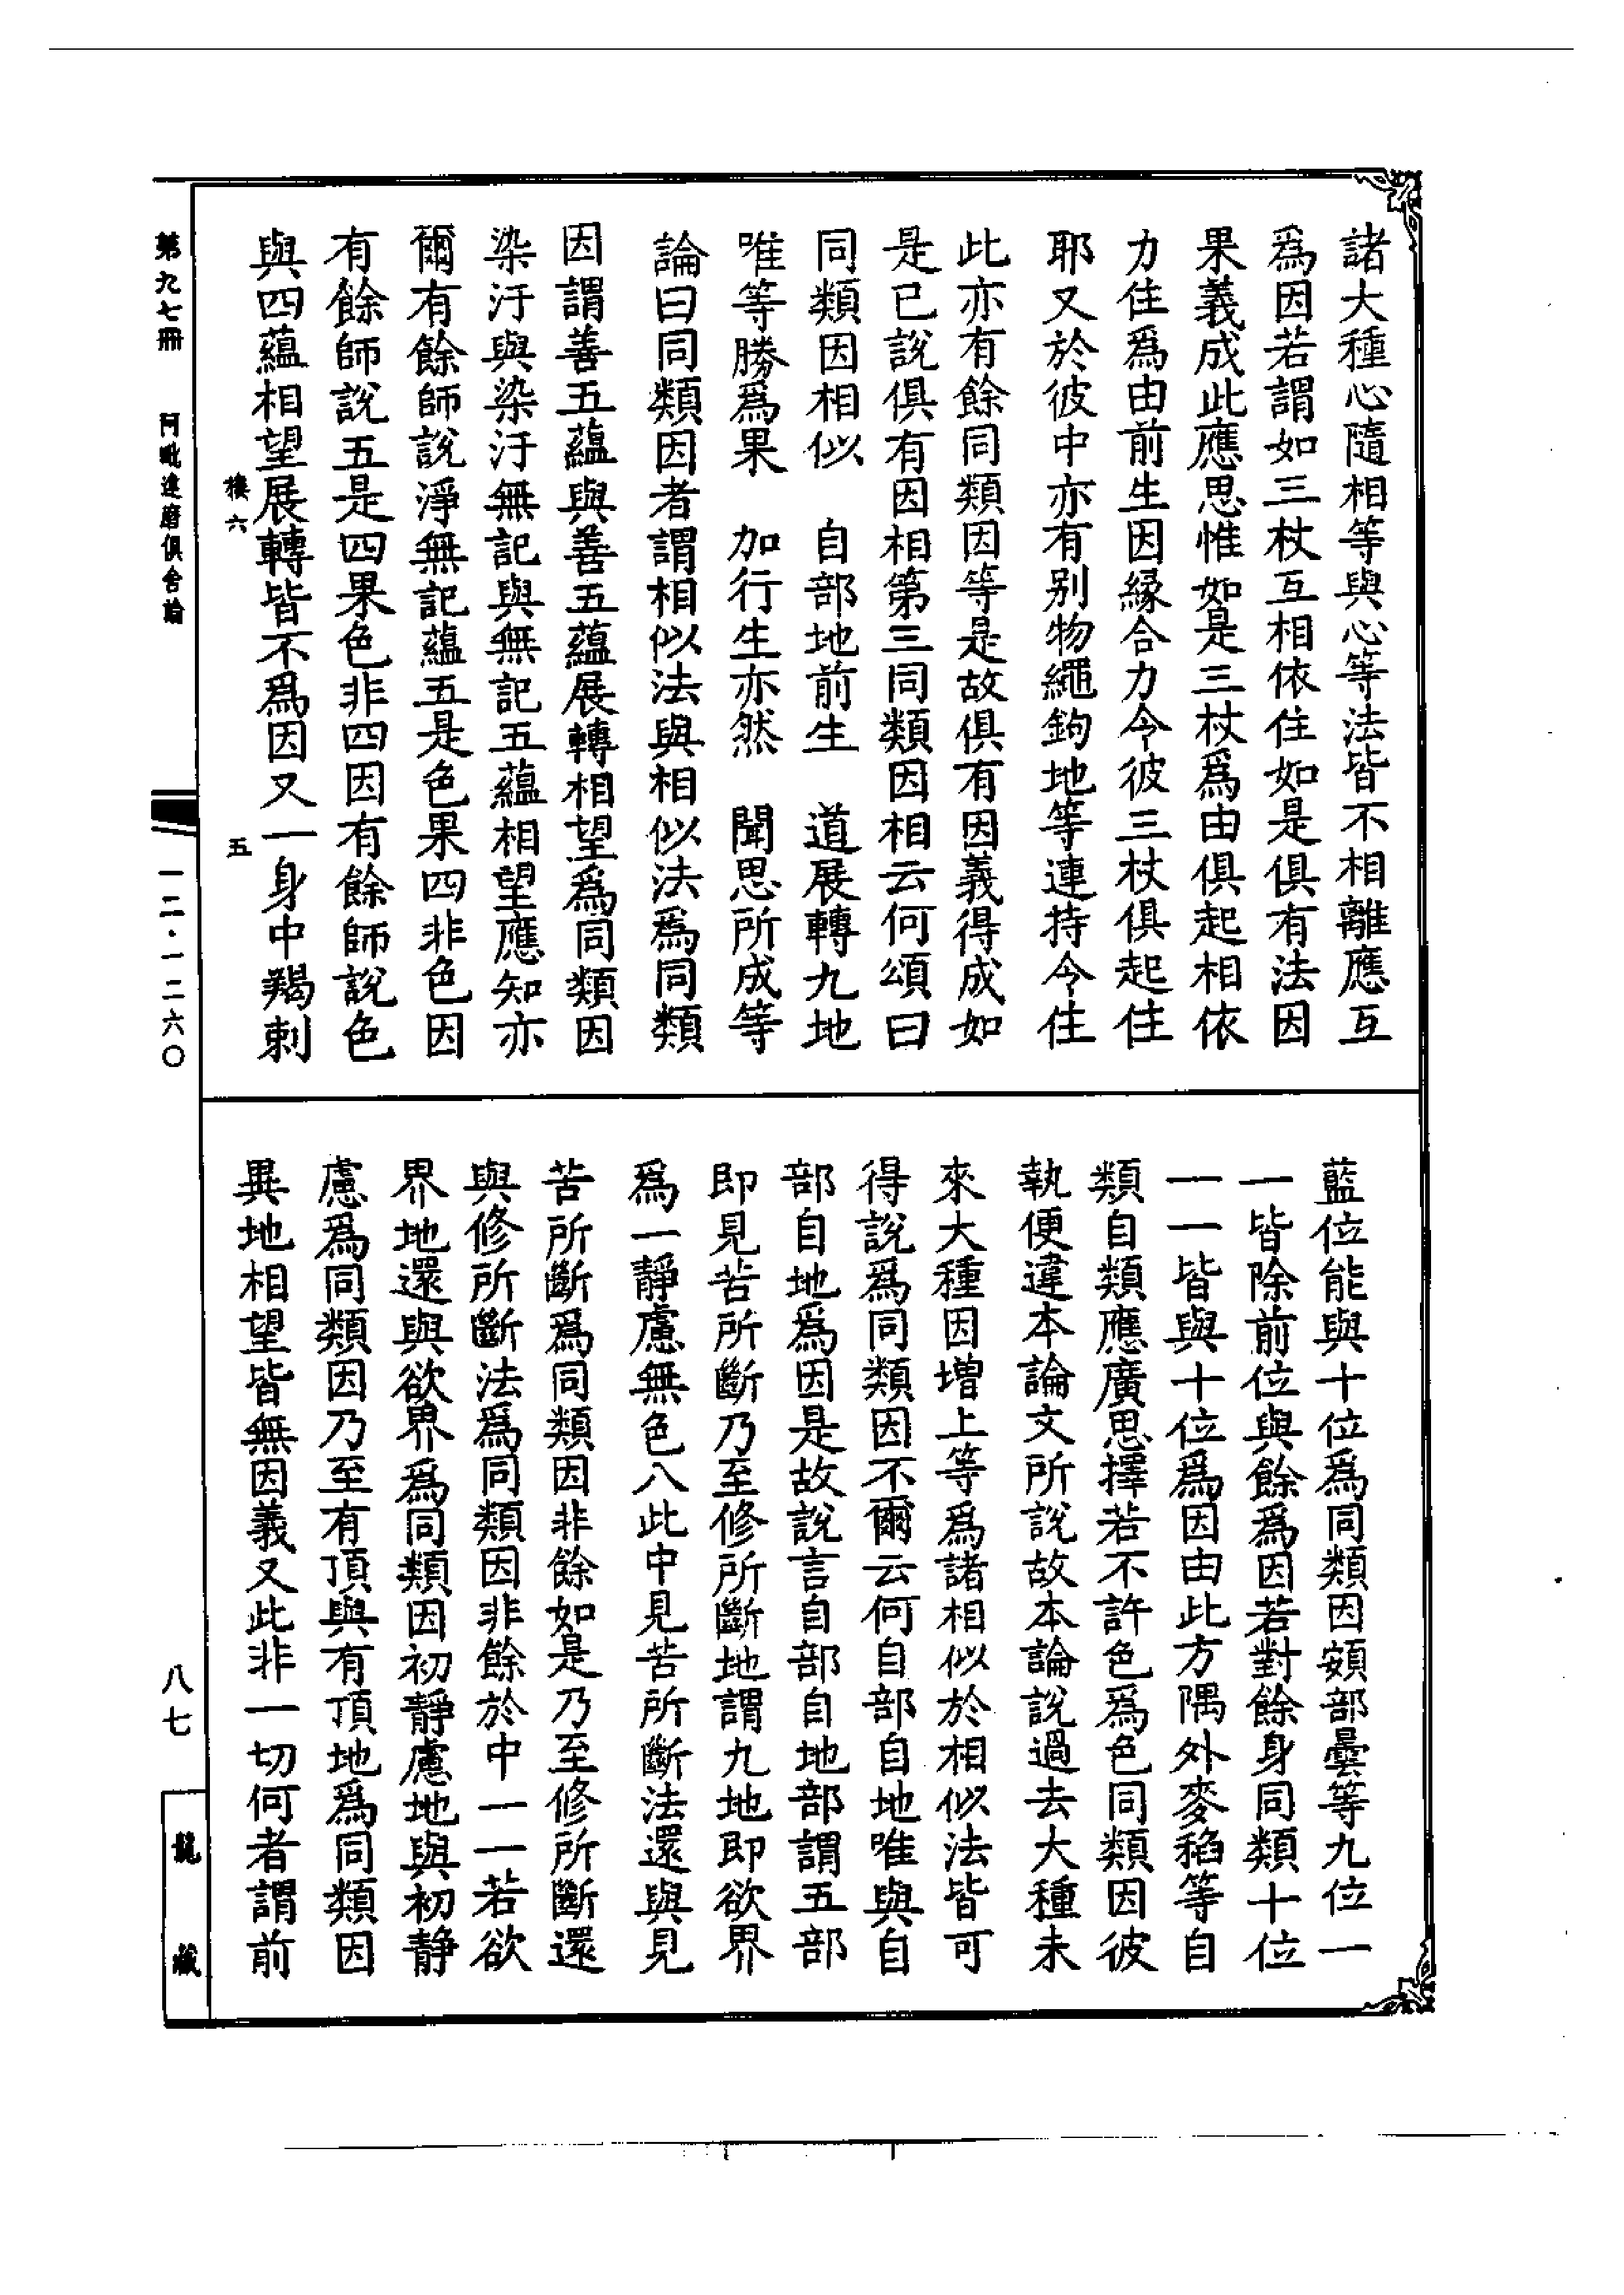 諸大種心隨相等與心等法皆不相離應互
為因若謂如三杖互相依住如是俱有法因
果義成此應思惟如是三杖為由俱起相依
力住為由前生因緣合力令彼三杖俱起住
耶又於彼中亦有別物繩鉤地等連持令住
此亦有餘同類因等是故俱有因義得成如
是已說俱有因相第三同類因相云何頌曰
同類因相似　自部地前生　道展轉九地
唯等勝為果　加行生亦然　聞思所成等
論曰同類因者謂相似法與相似法為同類
因謂善五蘊與善五蘊展轉相望為同類因
染汙與染汙無記與無記五蘊相望應知亦
爾有餘師說淨無記蘊五是色果四非色因
有餘師說五是四果色非四因有餘師說色
與四蘊相望展轉皆不為因又一身中羯剌
藍位能與十位為同類因頞部曇等九位一
一皆除前位與餘為因若對餘身同類十位
一一皆與十位為因由此方隅外麥稻等自
類自類應廣思擇若不許色為色同類因彼
執便違本論文所說故本論說過去大種未
來大種因增上等為諸相似於相似法皆可
得說為同類因不爾云何自部自地唯與自
部自地為因是故說言自部自地部謂五部
即見苦所斷乃至修所斷地謂九地即欲界
為一靜慮無色八此中見苦所斷法還與見
苦所斷為同類因非餘如是乃至修所斷還
與修所斷法為同類因非餘於中一一若欲
界地還與欲界為同類因初靜慮地與初靜
慮為同類因乃至有頂與有頂地為同類因
異地相望皆無因義又此非一切何者謂前
第九七冊　阿毗達磨俱舍論
樓六　五
一二·一二六〇
八七
龍藏